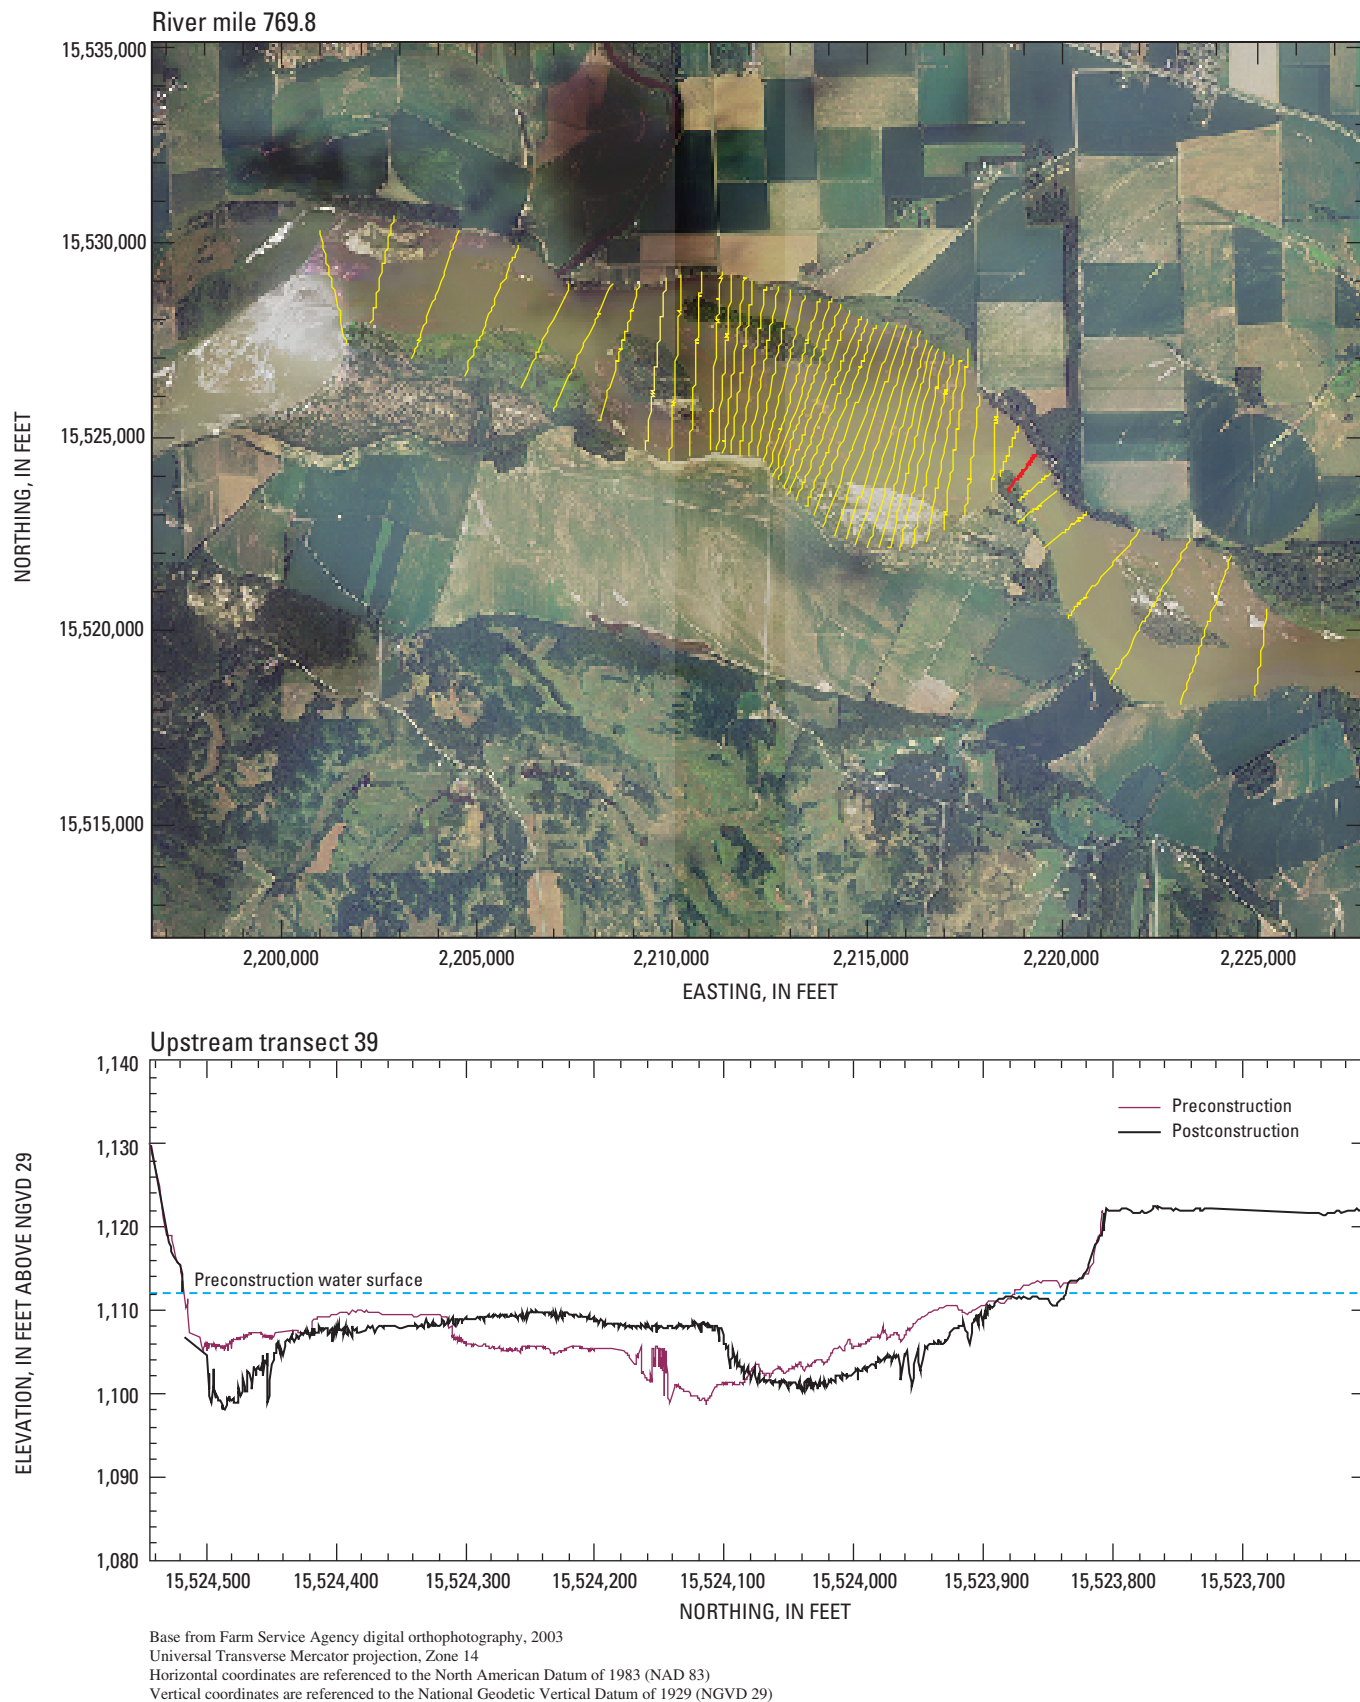 River mile 769.8
15,535,000
15,530,000
15,525,000
15,520,000
15,515,000
NORTHING, IN FEET
2,200,000 2,205,000 2,210,000 2,215,000 2,220,000 2,225,000
EASTING, IN FEET
Upstream transect 39
1,140
1,130
1,120
1,110
1,100
1,090
1,080
ELEVATION, IN FEET ABOVE NGVD 29
Preconstruction
Postconstruction
Preconstruction water surface
15,524,500 15,524,400 15,524,300 15,524,200 15,524,100 15,524,000 15,523,900 15,523,800 15,523,700
NORTHING, IN FEET
Base from Farm Service Agency digital orthophotography, 2003
Universal Transverse Mercator projection, Zone 14
Horizontal coordinates are referenced to the North American Datum of 1983 (NAD 83)
Vertical coordinates are referenced to the National Geodetic Vertical Datum of 1929 (NGVD 29)